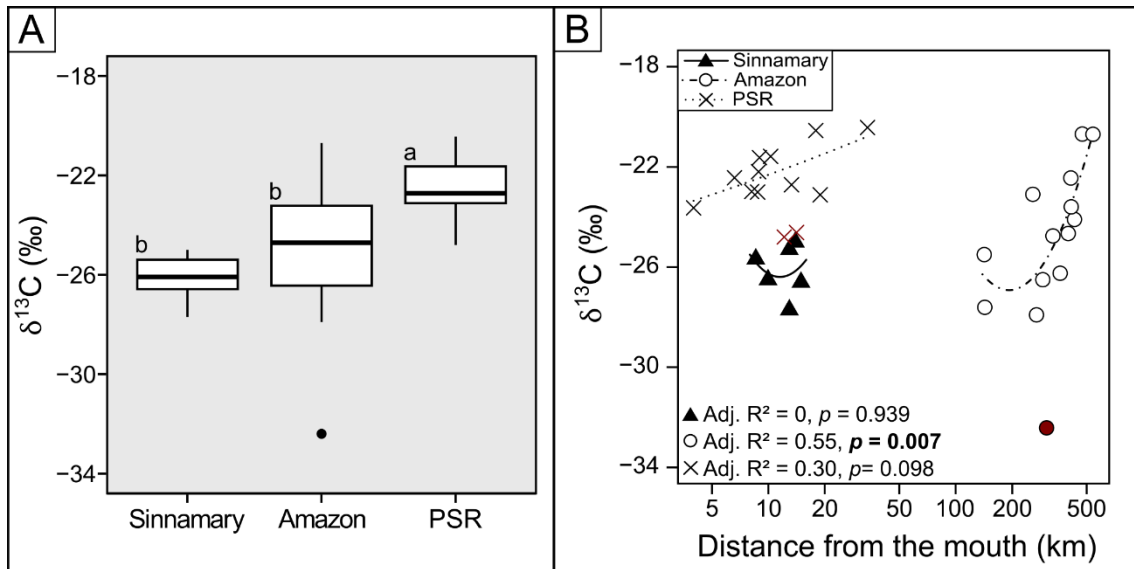 A
δ¹³C (‰)
−18
−22
−26
−30
−34
b
b
a
Sinnamary
Amazon
PSR
B
δ¹³C (‰)
−18
−22
−26
−30
−34
Sinnamary
Amazon
PSR
Adj. R² = 0, p = 0.939
Adj. R² = 0.55, p = 0.007
Adj. R² = 0.30, p= 0.098
5 10 20 50 100 200 500
Distance from the mouth (km)